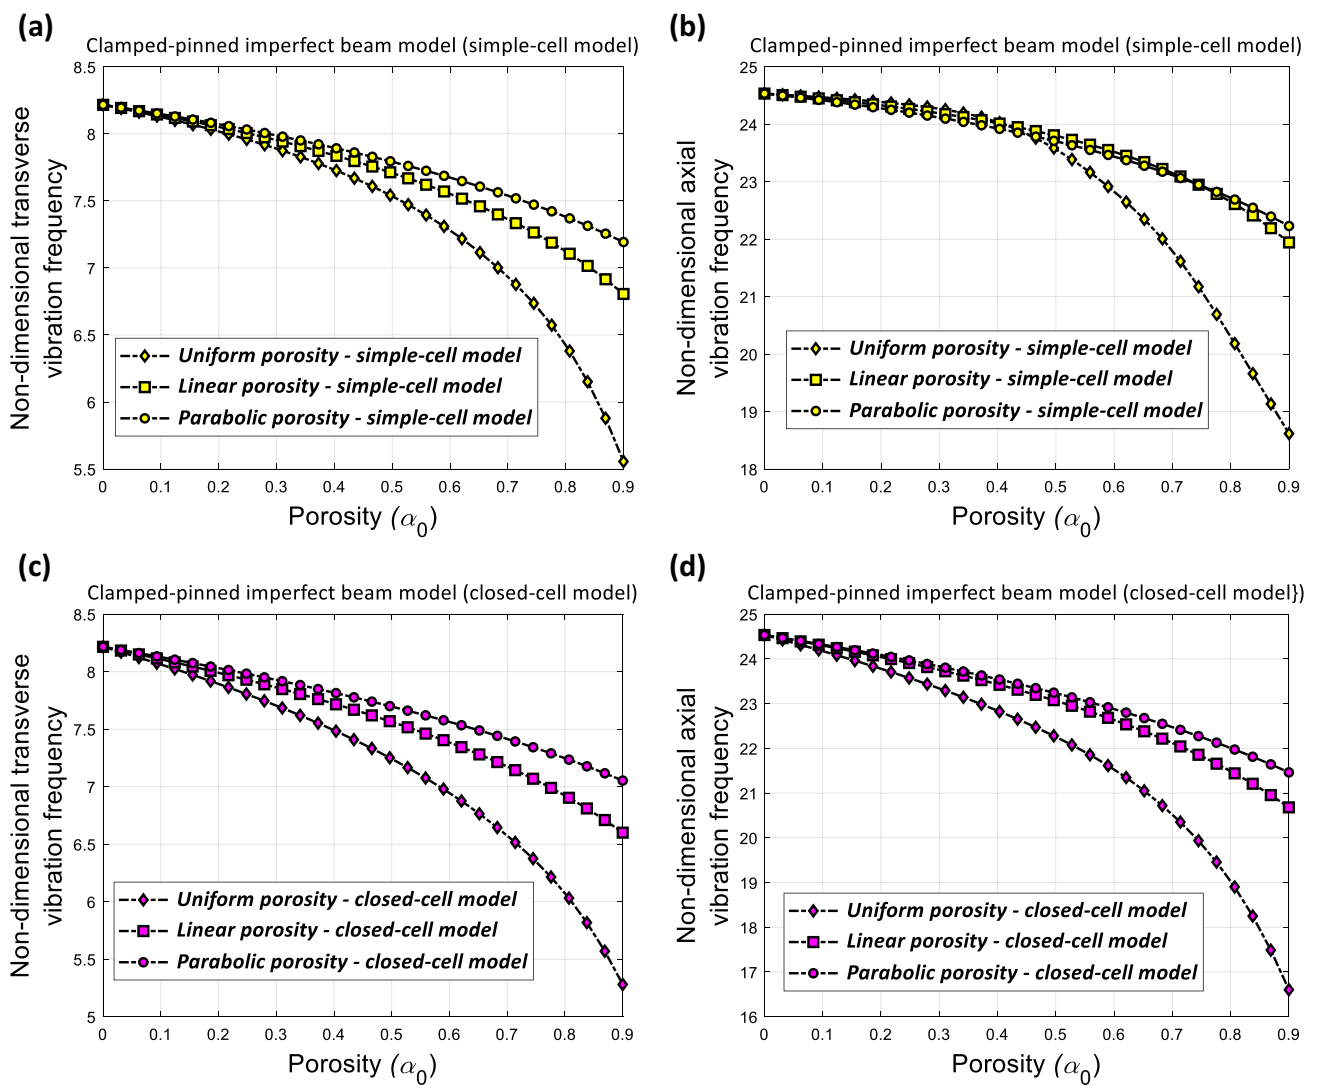 (a)
Clamped-pinned imperfect beam model (simple-cell model)
8.5
8
7.5
7
6.5
6
5.5
Non-dimensional transverse
vibration frequency
Uniform porosity - simple-cell model
Linear porosity - simple-cell model
Parabolic porosity - simple-cell model
0 0.1 0.2 0.3 0.4 0.5 0.6 0.7 0.8 0.9
Porosity (α0)
(b)
Clamped-pinned imperfect beam model (simple-cell model)
25
24
23
22
21
20
19
18
Non-dimensional axial
vibration frequency
Uniform porosity - simple-cell model
Linear porosity - simple-cell model
Parabolic porosity - simple-cell model
0 0.1 0.2 0.3 0.4 0.5 0.6 0.7 0.8 0.9
Porosity (α0)
(c)
Clamped-pinned imperfect beam model (closed-cell model)
8.5
8
7.5
7
6.5
6
5.5
5
Non-dimensional transverse
vibration frequency
Uniform porosity - closed-cell model
Linear porosity - closed-cell model
Parabolic porosity - closed-cell model
0 0.1 0.2 0.3 0.4 0.5 0.6 0.7 0.8 0.9
Porosity (α0)
(d)
Clamped-pinned imperfect beam model (closed-cell model})
25
24
23
22
21
20
19
18
17
16
Non-dimensional axial
vibration frequency
Uniform porosity - closed-cell model
Linear porosity - closed-cell model
Parabolic porosity - closed-cell model
0 0.1 0.2 0.3 0.4 0.5 0.6 0.7 0.8 0.9
Porosity (α0)